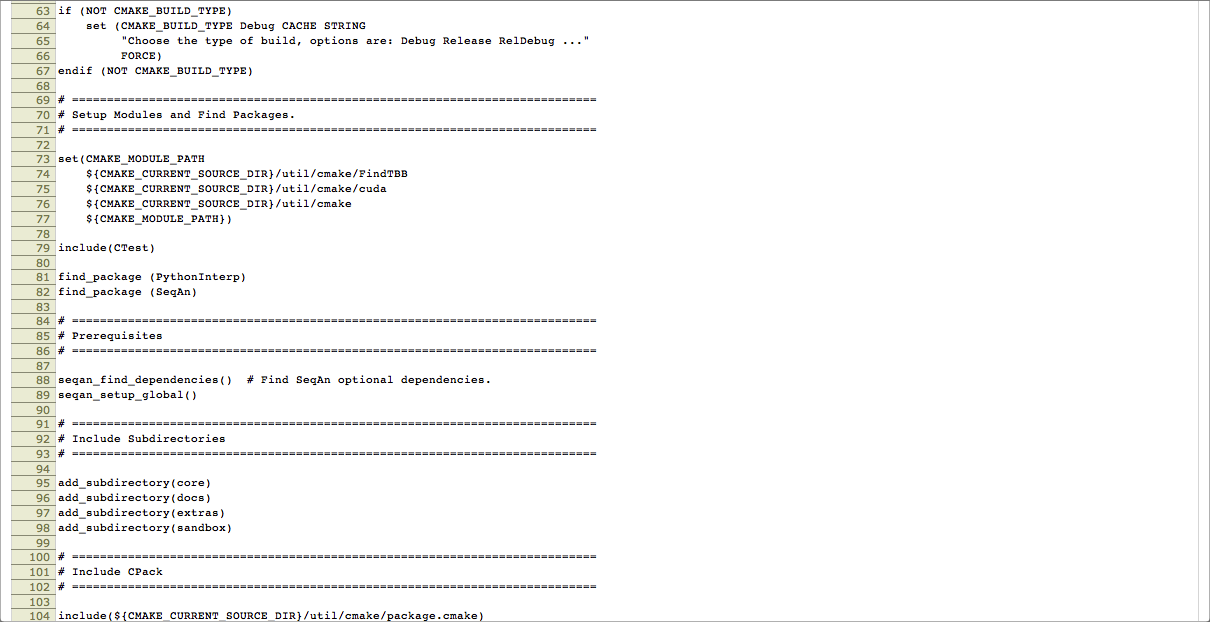 63 if (NOT CMAKE_BUILD_TYPE)
64     set (CMAKE_BUILD_TYPE Debug CACHE STRING
65          "Choose the type of build, options are: Debug Release RelDebug ..."
66          FORCE)
67 endif (NOT CMAKE_BUILD_TYPE)
68
69 # ===========================================================================
70 # Setup Modules and Find Packages.
71 # ===========================================================================
72
73 set(CMAKE_MODULE_PATH
74     ${CMAKE_CURRENT_SOURCE_DIR}/util/cmake/FindTBB
75     ${CMAKE_CURRENT_SOURCE_DIR}/util/cmake/cuda
76     ${CMAKE_CURRENT_SOURCE_DIR}/util/cmake
77     ${CMAKE_MODULE_PATH})
78
79 include(CTest)
80
81 find_package (PythonInterp)
82 find_package (SeqAn)
83
84 # ===========================================================================
85 # Prerequisites
86 # ===========================================================================
87
88 seqan_find_dependencies()  # Find SeqAn optional dependencies.
89 seqan_setup_global()
90
91 # ===========================================================================
92 # Include Subdirectories
93 # ===========================================================================
94
95 add_subdirectory(core)
96 add_subdirectory(docs)
97 add_subdirectory(extras)
98 add_subdirectory(sandbox)
99
100 # ===========================================================================
101 # Include CPack
102 # ===========================================================================
103
104 include(${CMAKE_CURRENT_SOURCE_DIR}/util/cmake/package.cmake)